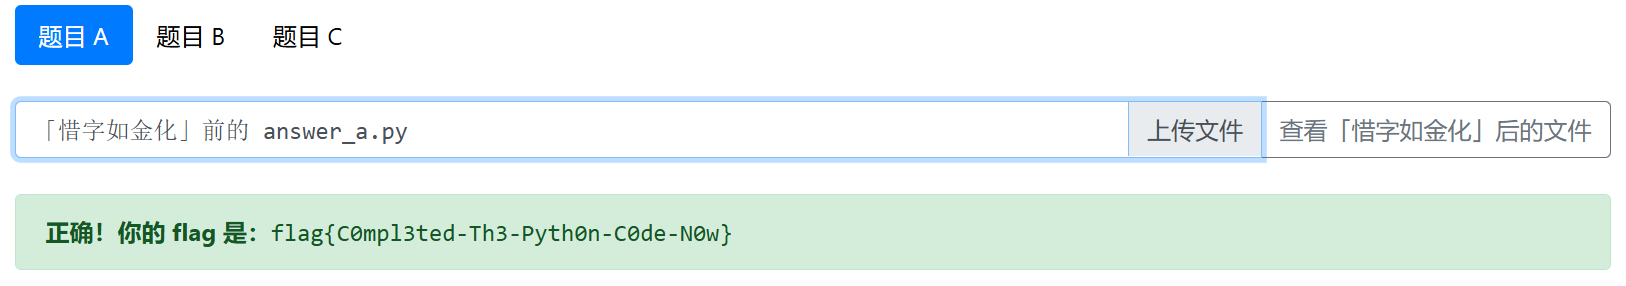 题目 A 题目 B 题目 C
「惜字如金化」前的 answer_a.py 上传文件 查看「惜字如金化」后的文件
正确！你的 flag 是：flag{C0mpl3ted-Th3-Pyth0n-C0de-N0w}